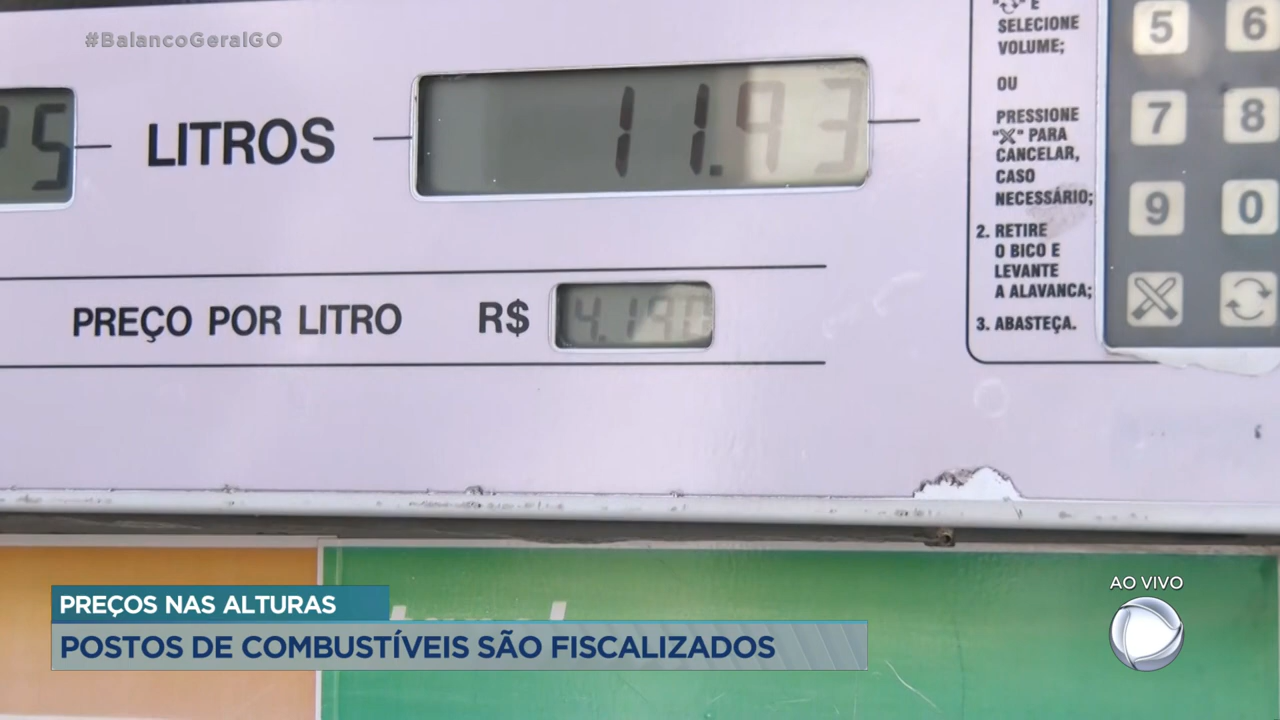 #BalancoGeralGO
" " E
SELECIONE
VOLUME;
OU
PRESSIONE
" " PARA
CANCELAR,
CASO
NECESSÁRIO;
2. RETIRE
O BICO E
LEVANTE
A ALAVANCA;
3. ABASTEÇA.
5 6
7 8
9 0
5
LITROS
11.93
PREÇO POR LITRO R$ 4.190
PREÇOS NAS ALTURAS
POSTOS DE COMBUSTÍVEIS SÃO FISCALIZADOS
AO VIVO